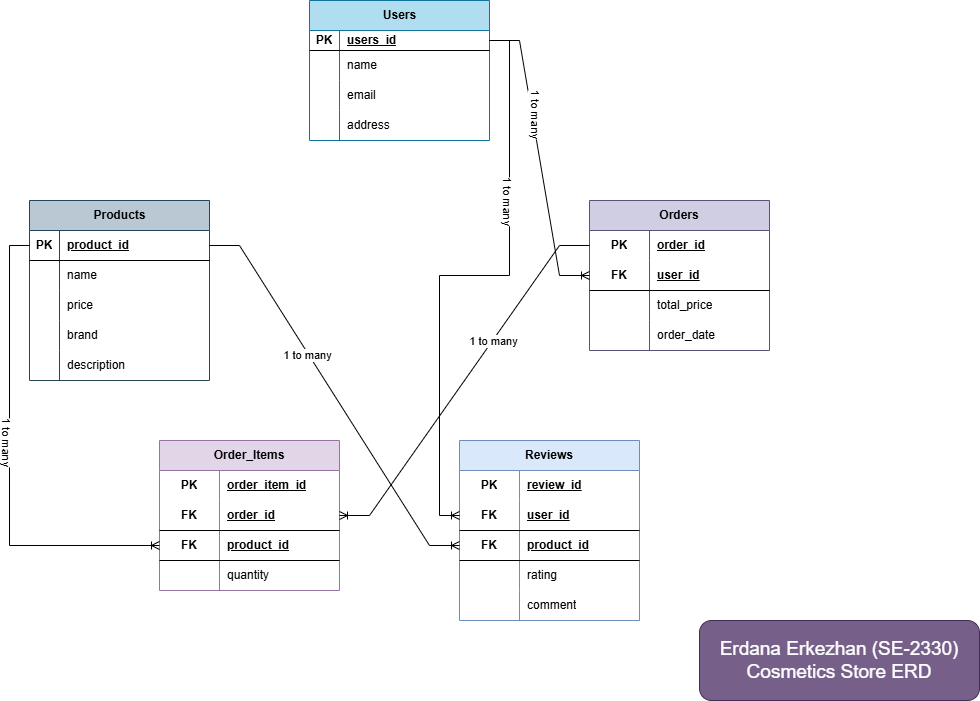 Users
PK users_id
name
email
address
1 to many
1 to many
Products
PK product_id
name
price
brand
description
Orders
PK order_id
FK user_id
total_price
order_date
1 to many
1 to many
1 to many
Order_Items
PK order_item_id
FK order_id
FK product_id
quantity
Reviews
PK review_id
FK user_id
FK product_id
rating
comment
Erdana Erkezhan (SE-2330)
Cosmetics Store ERD